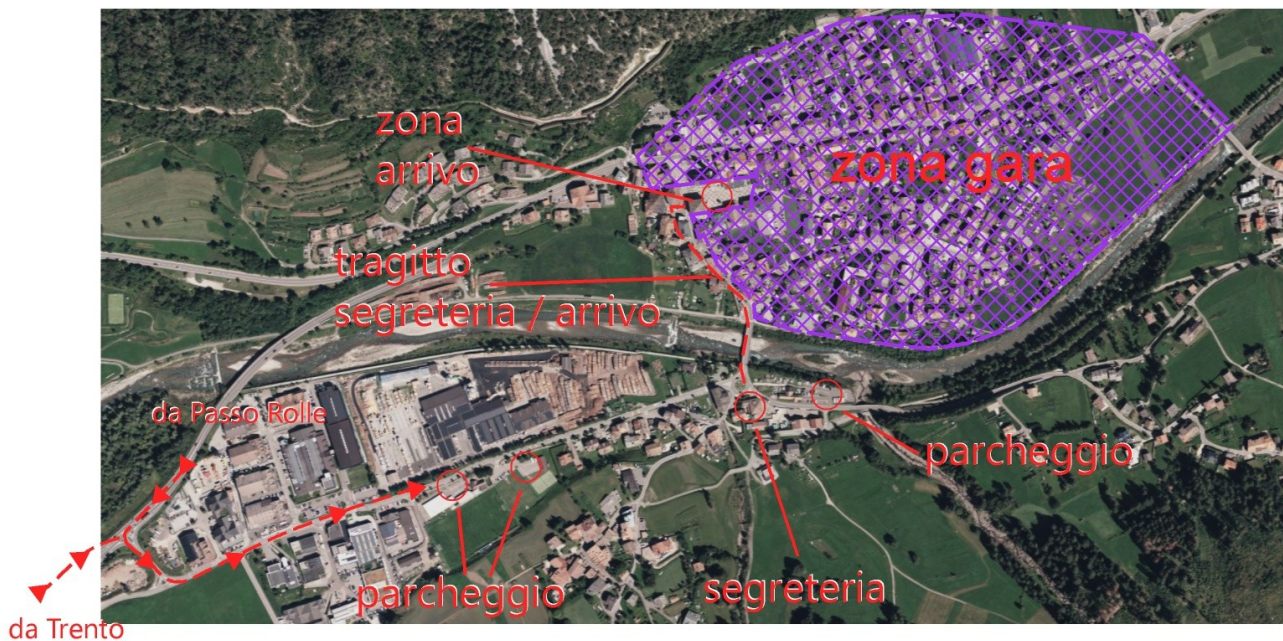 zona
arrivo
zona gara
tragitto
segreteria / arrivo
da Passo Rolle
parcheggio
parcheggio
segreteria
da Trento